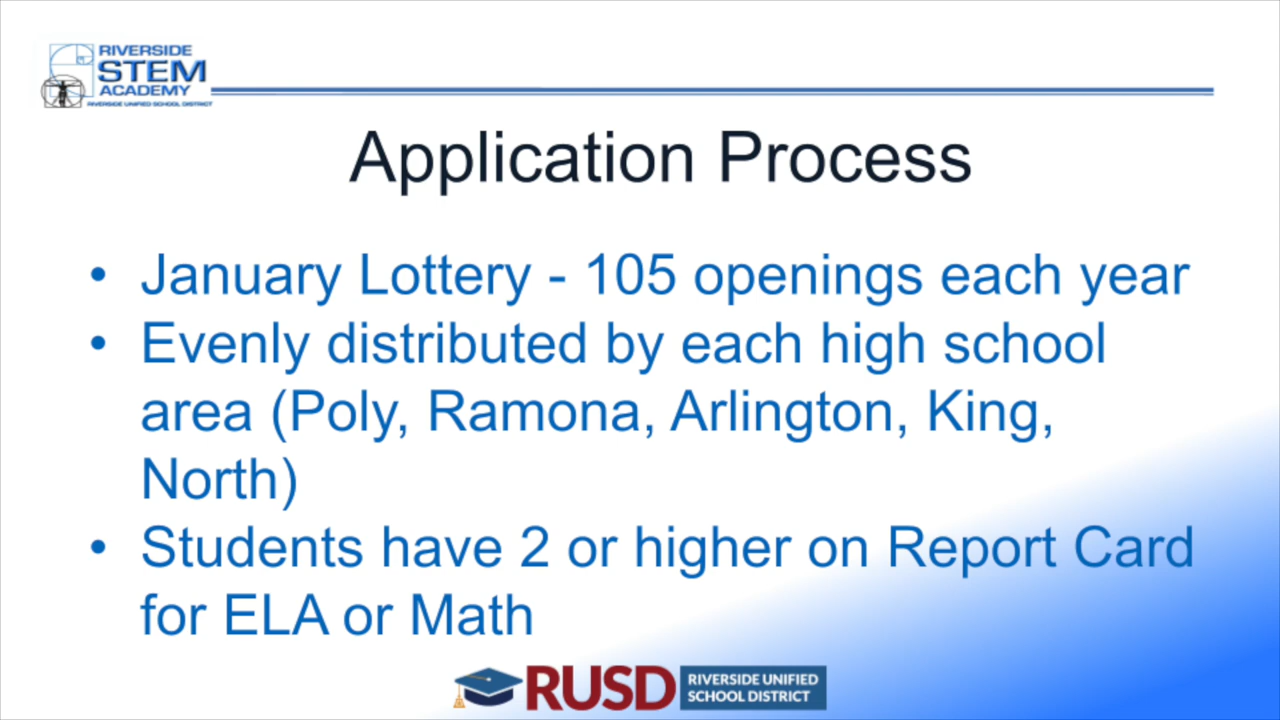 RIVERSIDE
STEM
ACADEMY
RIVERSIDE UNIFIED SCHOOL DISTRICT
Application Process
• January Lottery - 105 openings each year
• Evenly distributed by each high school
area (Poly, Ramona, Arlington, King,
North)
• Students have 2 or higher on Report Card
for ELA or Math
RUSD
RIVERSIDE UNIFIED
SCHOOL DISTRICT